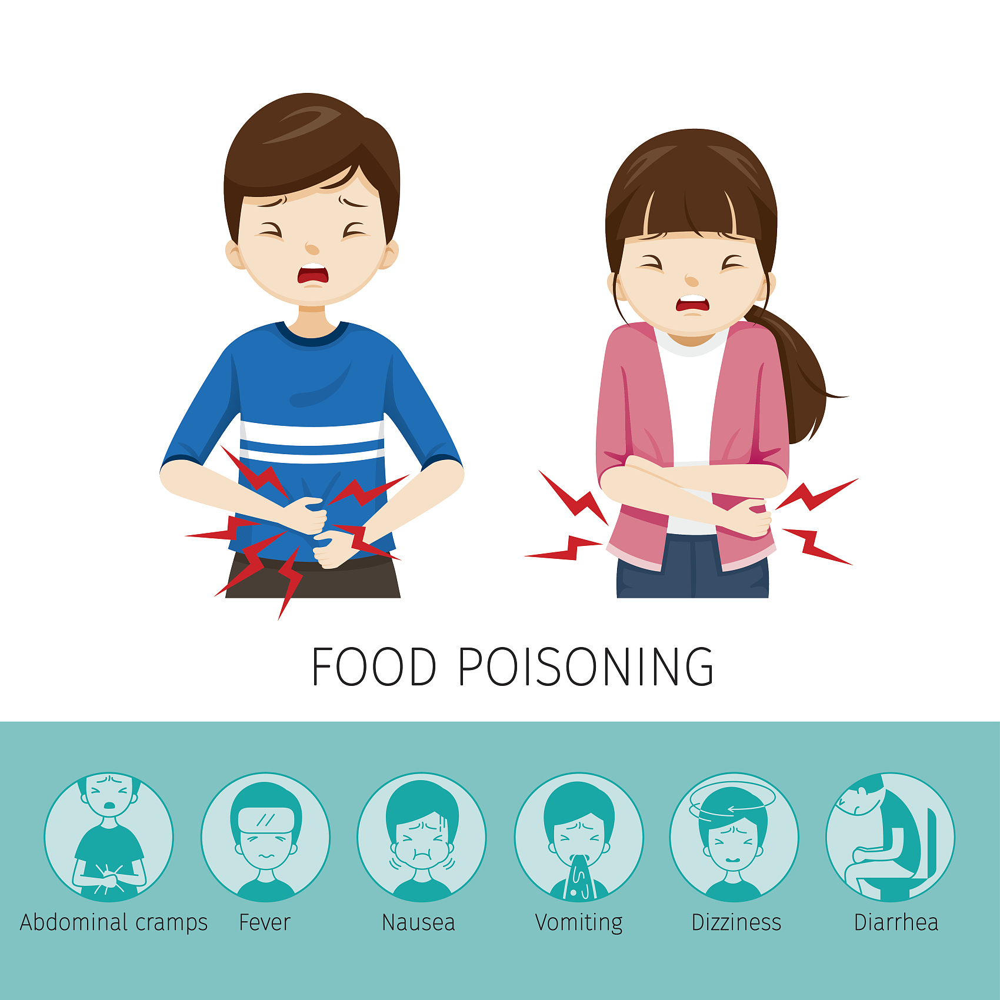 FOOD POISONING
Abdominal cramps
Fever
Nausea
Vomiting
Dizziness
Diarrhea